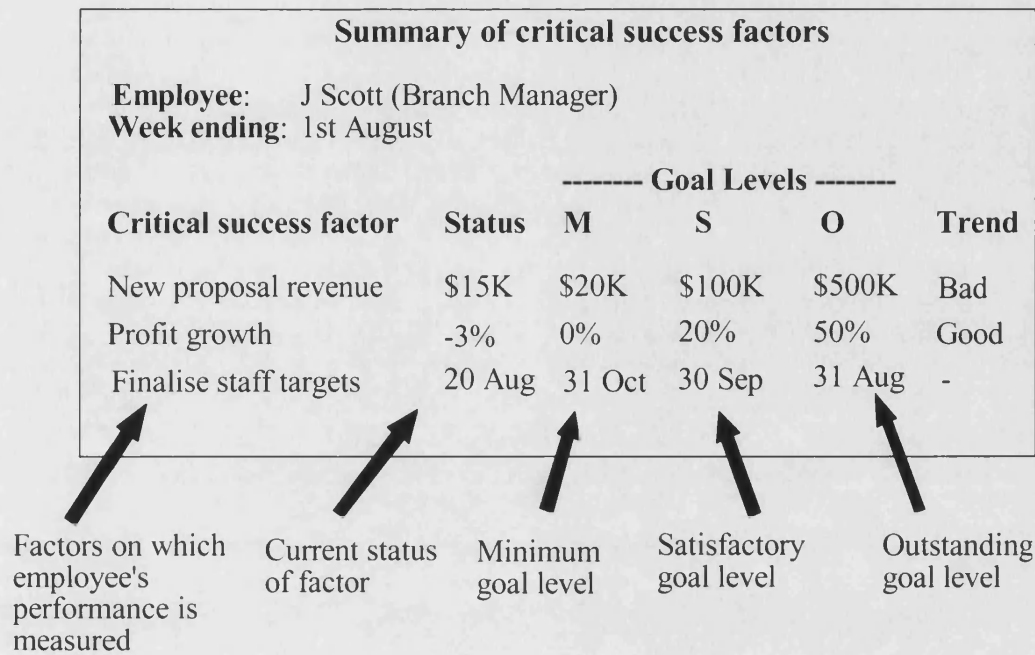 Summary of critical success factors
Employee: J Scott (Branch Manager)
Week ending: 1st August
-------- Goal Levels --------
Critical success factor Status M S O Trend
New proposal revenue $15K $20K $100K $500K Bad
Profit growth -3% 0% 20% 50% Good
Finalise staff targets 20 Aug 31 Oct 30 Sep 31 Aug -
Factors on which
employee's
performance is
measured
Current status
of factor
Minimum
goal level
Satisfactory
goal level
Outstanding
goal level